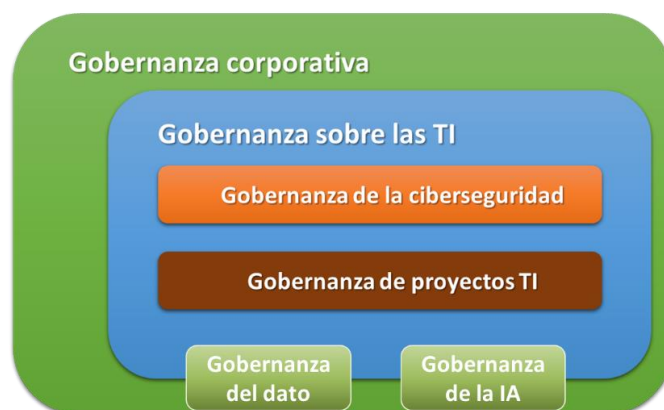 Gobernanza corporativa
Gobernanza sobre las TI
Gobernanza de la ciberseguridad
Gobernanza de proyectos TI
Gobernanza
del dato
Gobernanza
de la IA